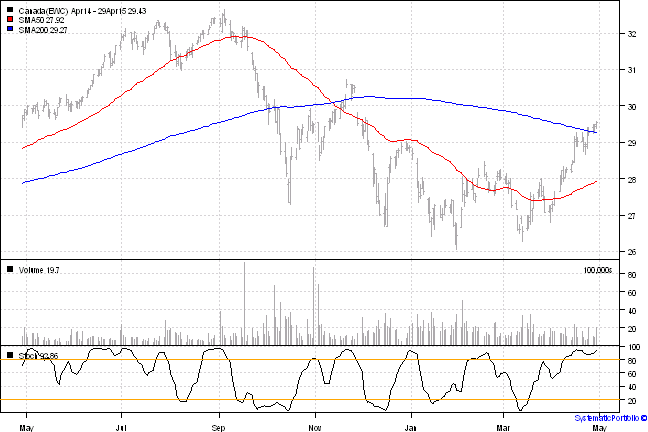 Canada(EWC) Apr14 - 29Apr15 29.43
SMA50 27.92
SMA200 29.27
32
31
30
29
28
27
26
Volume 19.7
100,000s
80
60
40
20
Stoch 92.86
100
80
60
40
20
May Jul Sep Nov Jan Mar May
SystematicPortfolio ©